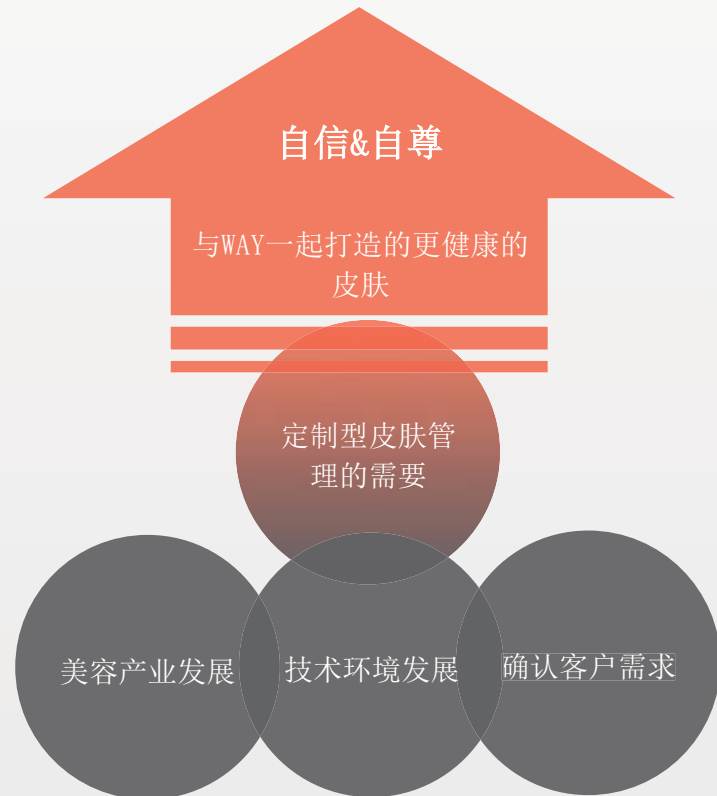 自信&自尊
与WAY一起打造的更健康的
皮肤
定制型皮肤管
理的需要
美容产业发展
技术环境发展
确认客户需求